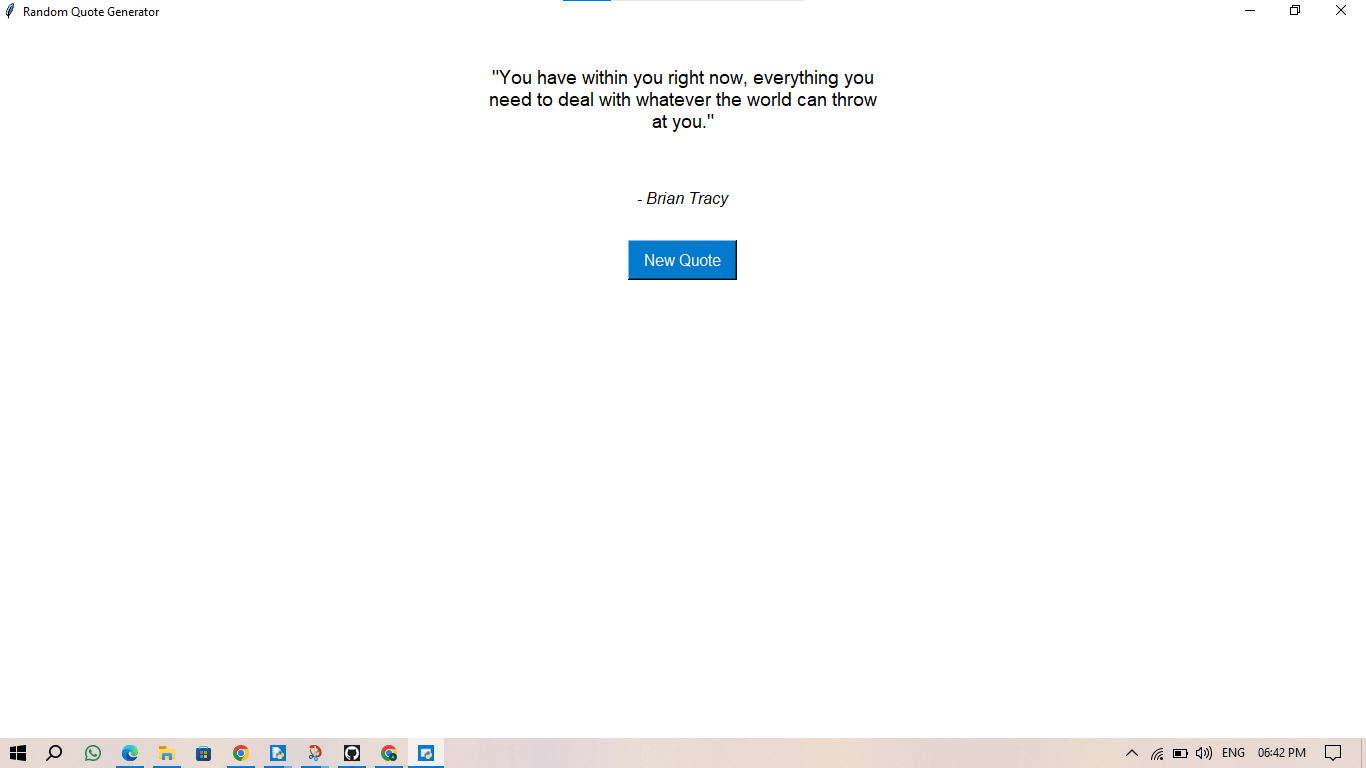 Random Quote Generator
"You have within you right now, everything you
need to deal with whatever the world can throw
at you."
- Brian Tracy
New Quote
ENG 06:42 PM